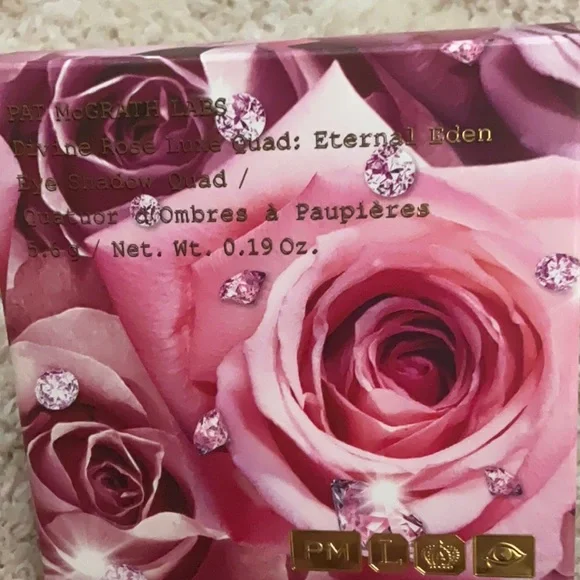 PAT McGRATH LABS
Divine Rose Luxe Quad: Eternal Eden
Eye Shadow Quad /
Quatuor d'Ombres à Paupières
5.6 g / Net. Wt. 0.19 Oz.
PM L